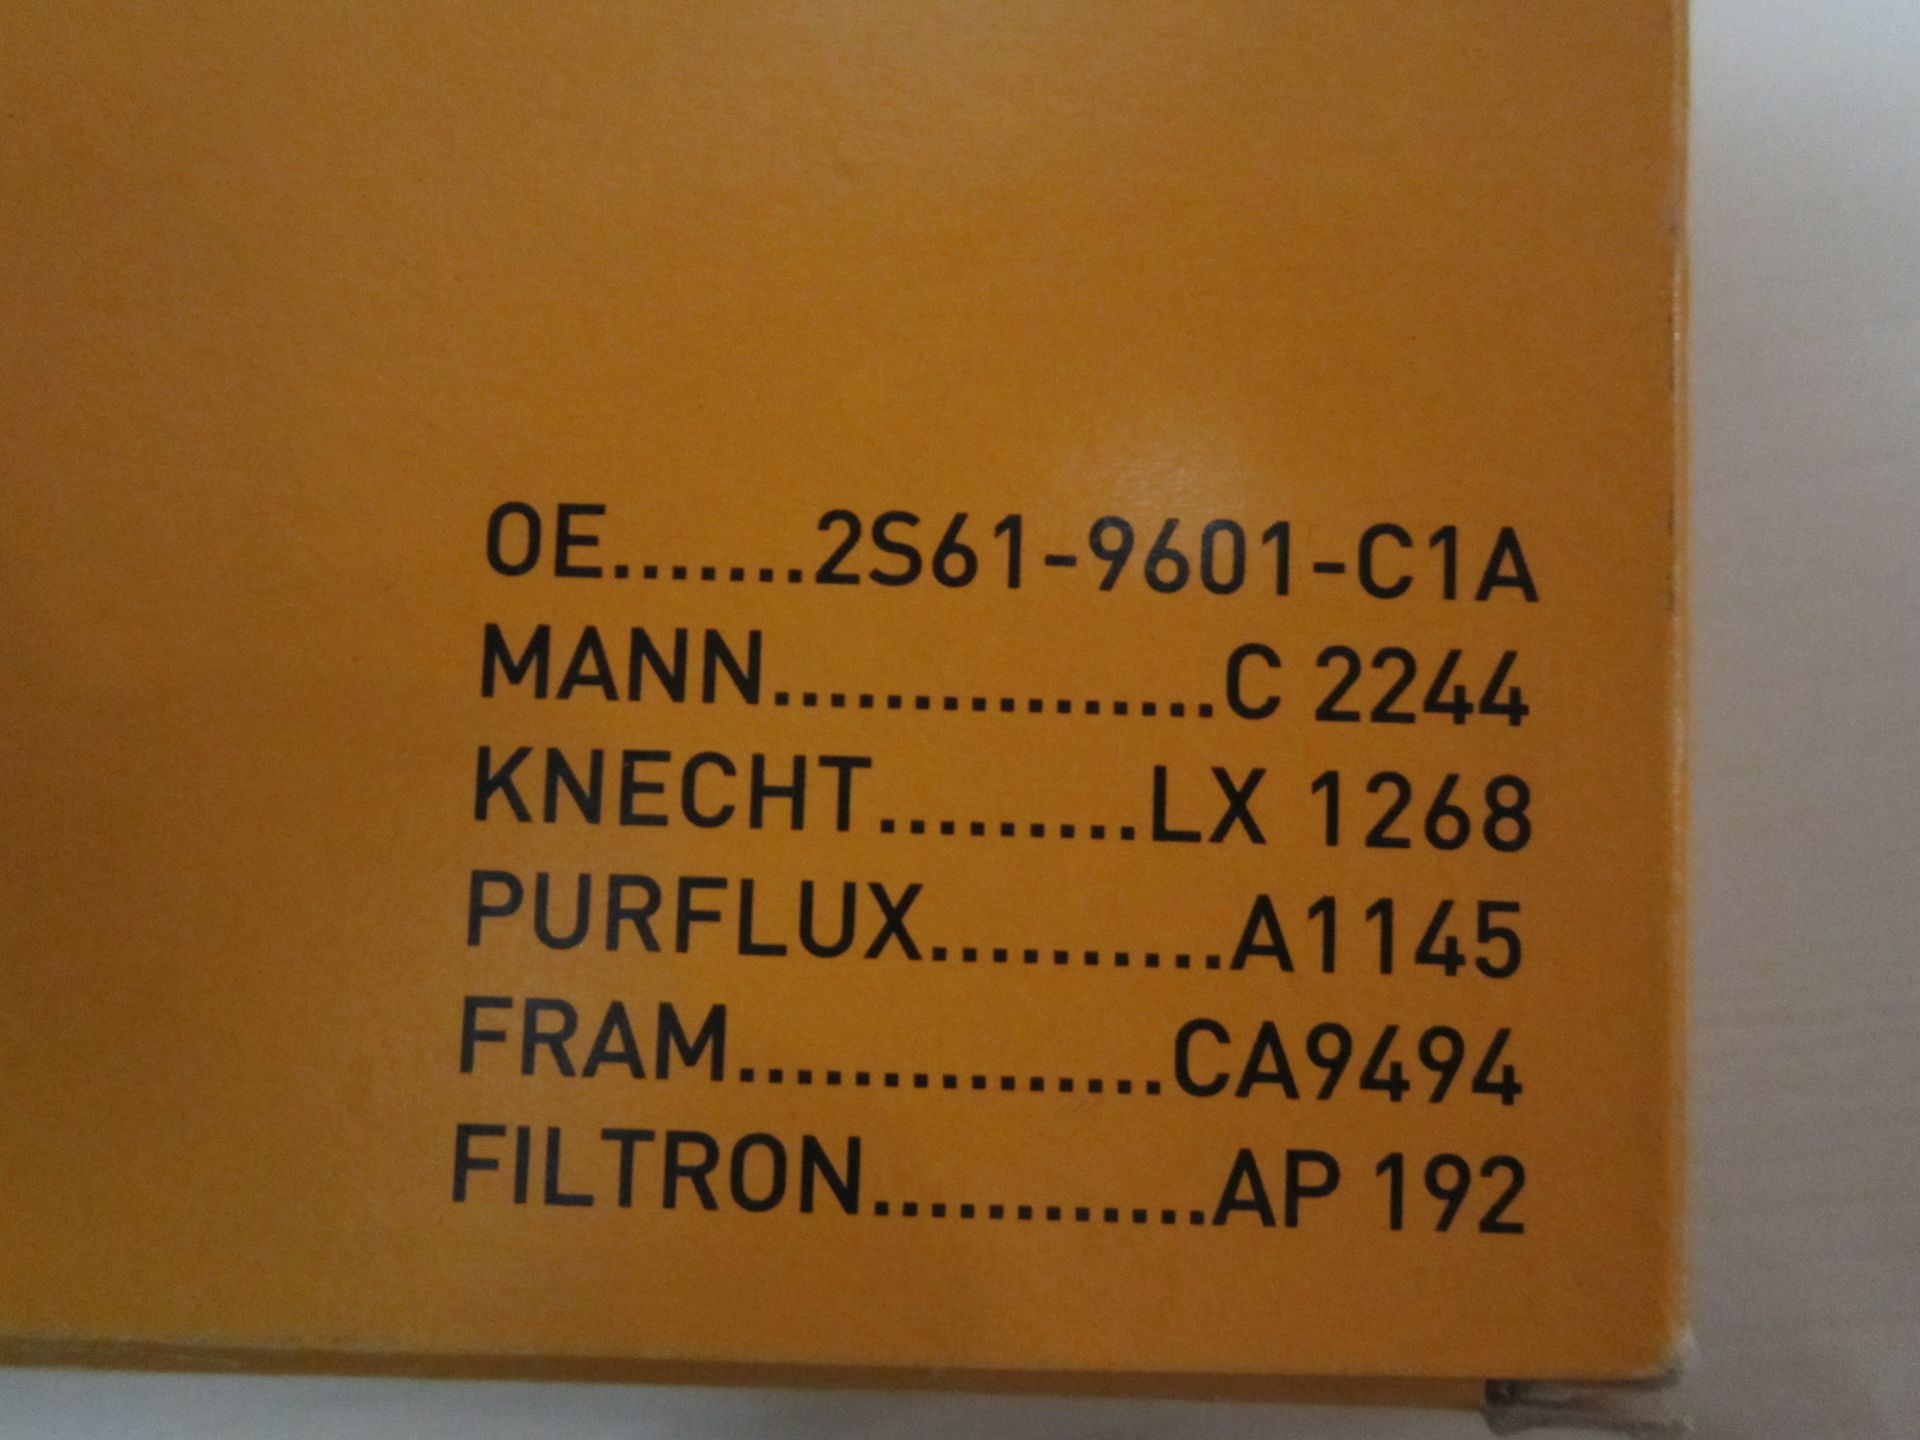 OE.......2S61-9601-C1A
MANN................C 2244
KNECHT.........LX 1268
PURFLUX..........A1145
FRAM...............CA9494
FILTRON............AP 192